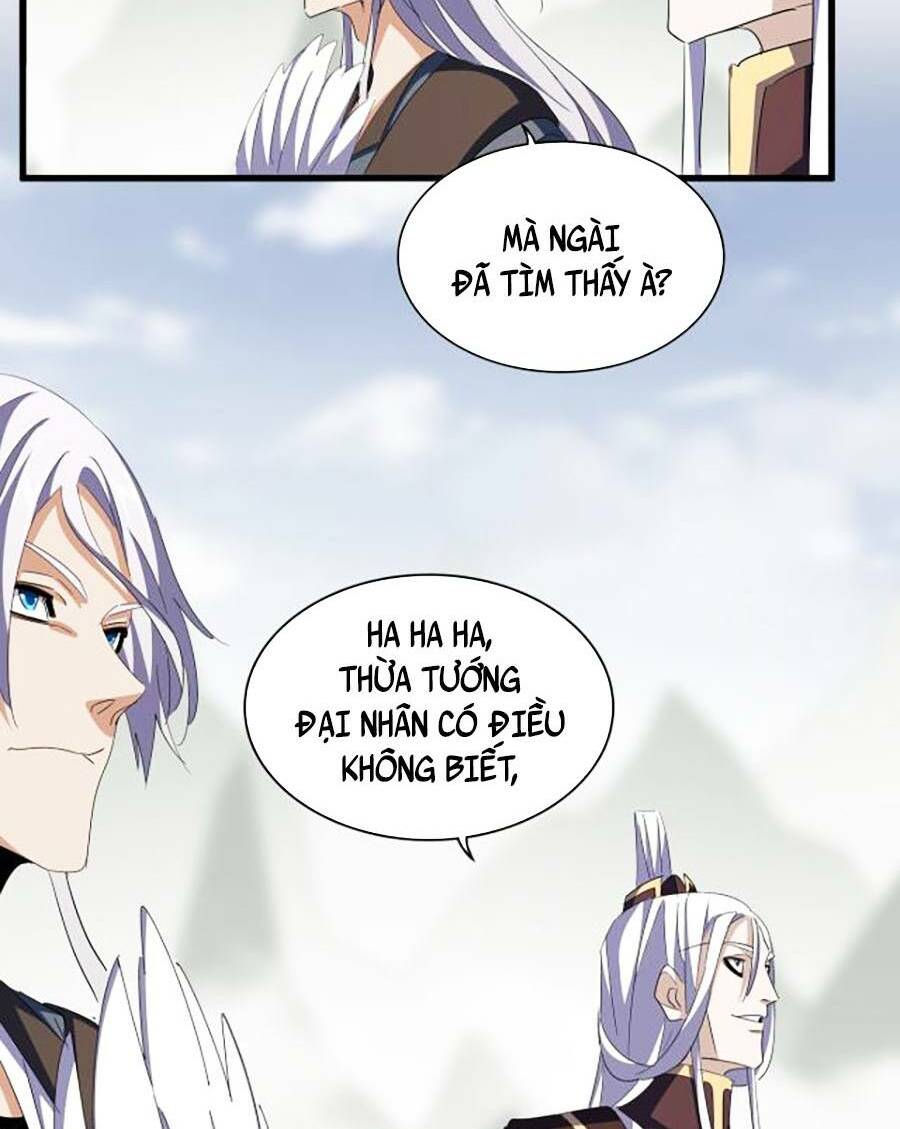 MÀ NGÀI
ĐÃ TÌM THẤY À?
HA HA HA,
THỪA TƯỚNG
ĐẠI NHÂN CÓ ĐIỀU
KHÔNG BIẾT,